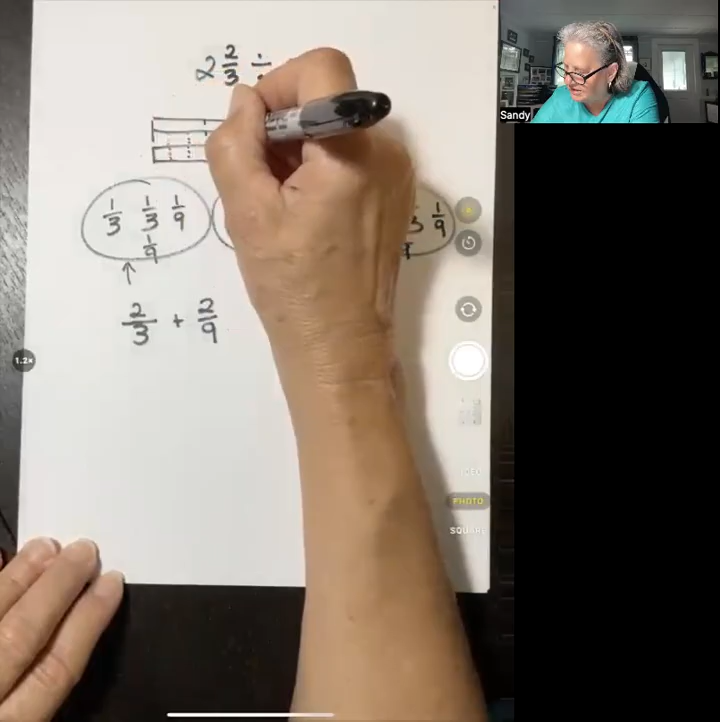 Sandy
2 2/3 ÷
1/3 1/3 1/9 1/9
1/9
2/3 + 2/9
1.2×
PHOTO